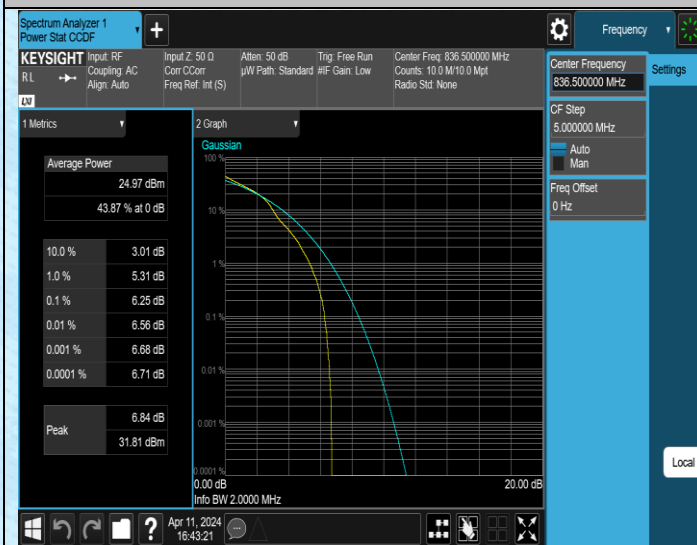 Spectrum Analyzer 1
Power Stat CCDF
Frequency
KEYSIGHT
RL
LXI
Input: RF
Coupling: AC
Align: Auto
Input Z: 50 Ω
Corr CCorr
Freq Ref: Int (S)
Atten: 50 dB
µW Path: Standard
Trig: Free Run
#IF Gain: Low
Center Freq: 836.500000 MHz
Counts: 10.0 M/10.0 Mpt
Radio Std: None
Center Frequency
836.500000 MHz
Settings
CF Step
5.000000 MHz
Auto
Man
Freq Offset
0 Hz
1 Metrics
Average Power
24.97 dBm
43.87 % at 0 dB
10.0 % 3.01 dB
1.0 % 5.31 dB
0.1 % 6.25 dB
0.01 % 6.56 dB
0.001 % 6.68 dB
0.0001 % 6.71 dB
Peak
6.84 dB
31.81 dBm
2 Graph
Gaussian
100 %
10 %
1 %
0.1 %
0.01 %
0.001 %
0.0001 %
0.00 dB 20.00 dB
Info BW 2.0000 MHz
Local
? Apr 11, 2024
16:43:21